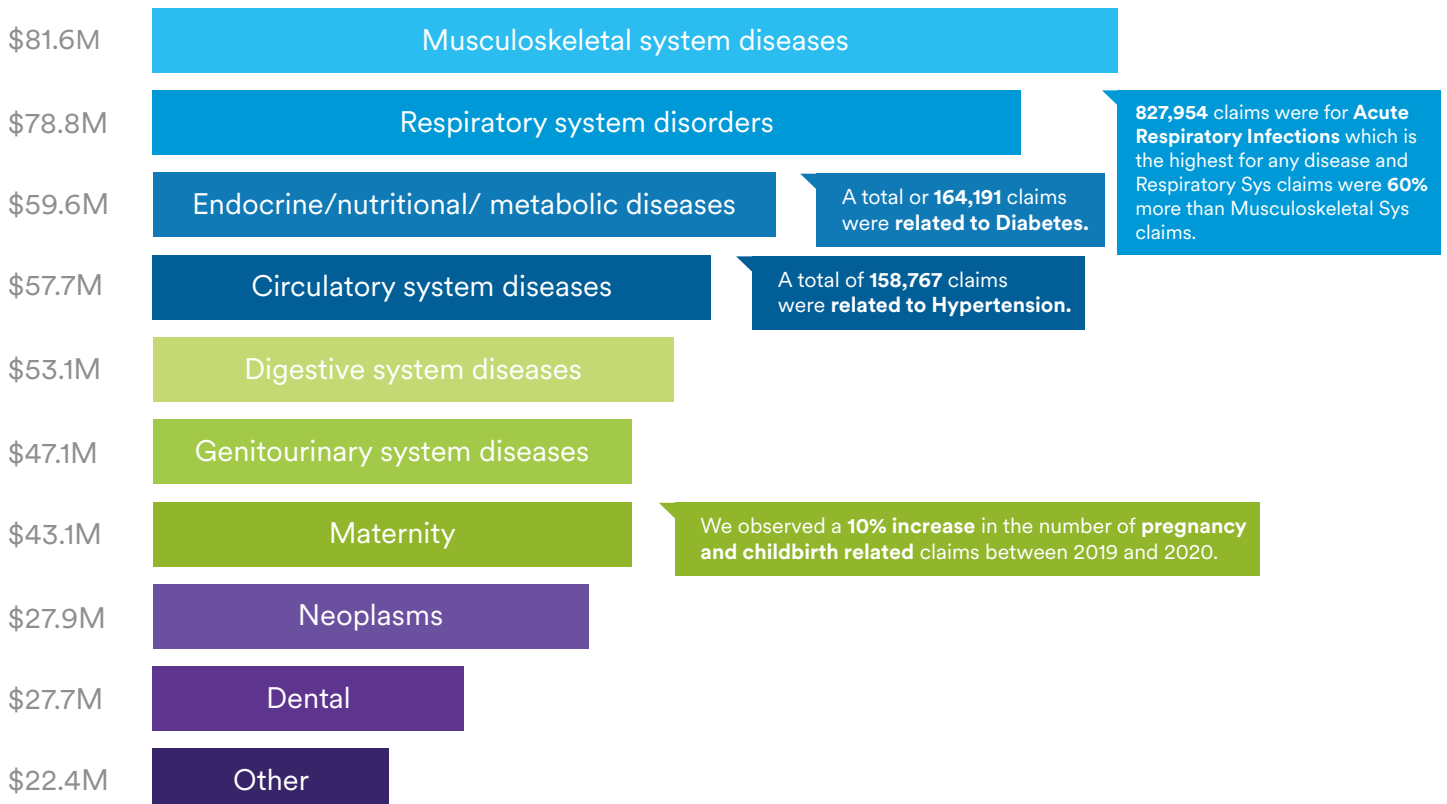 $81.6M
Musculoskeletal system diseases
$78.8M
Respiratory system disorders
827,954 claims were for Acute
Respiratory Infections which is
the highest for any disease and
Respiratory Sys claims were 60%
more than Musculoskeletal Sys
claims.
$59.6M
Endocrine/nutritional/ metabolic diseases
A total or 164,191 claims
were related to Diabetes.
$57.7M
Circulatory system diseases
A total of 158,767 claims
were related to Hypertension.
$53.1M
Digestive system diseases
$47.1M
Genitourinary system diseases
$43.1M
Maternity
We observed a 10% increase in the number of pregnancy
and childbirth related claims between 2019 and 2020.
$27.9M
Neoplasms
$27.7M
Dental
$22.4M
Other